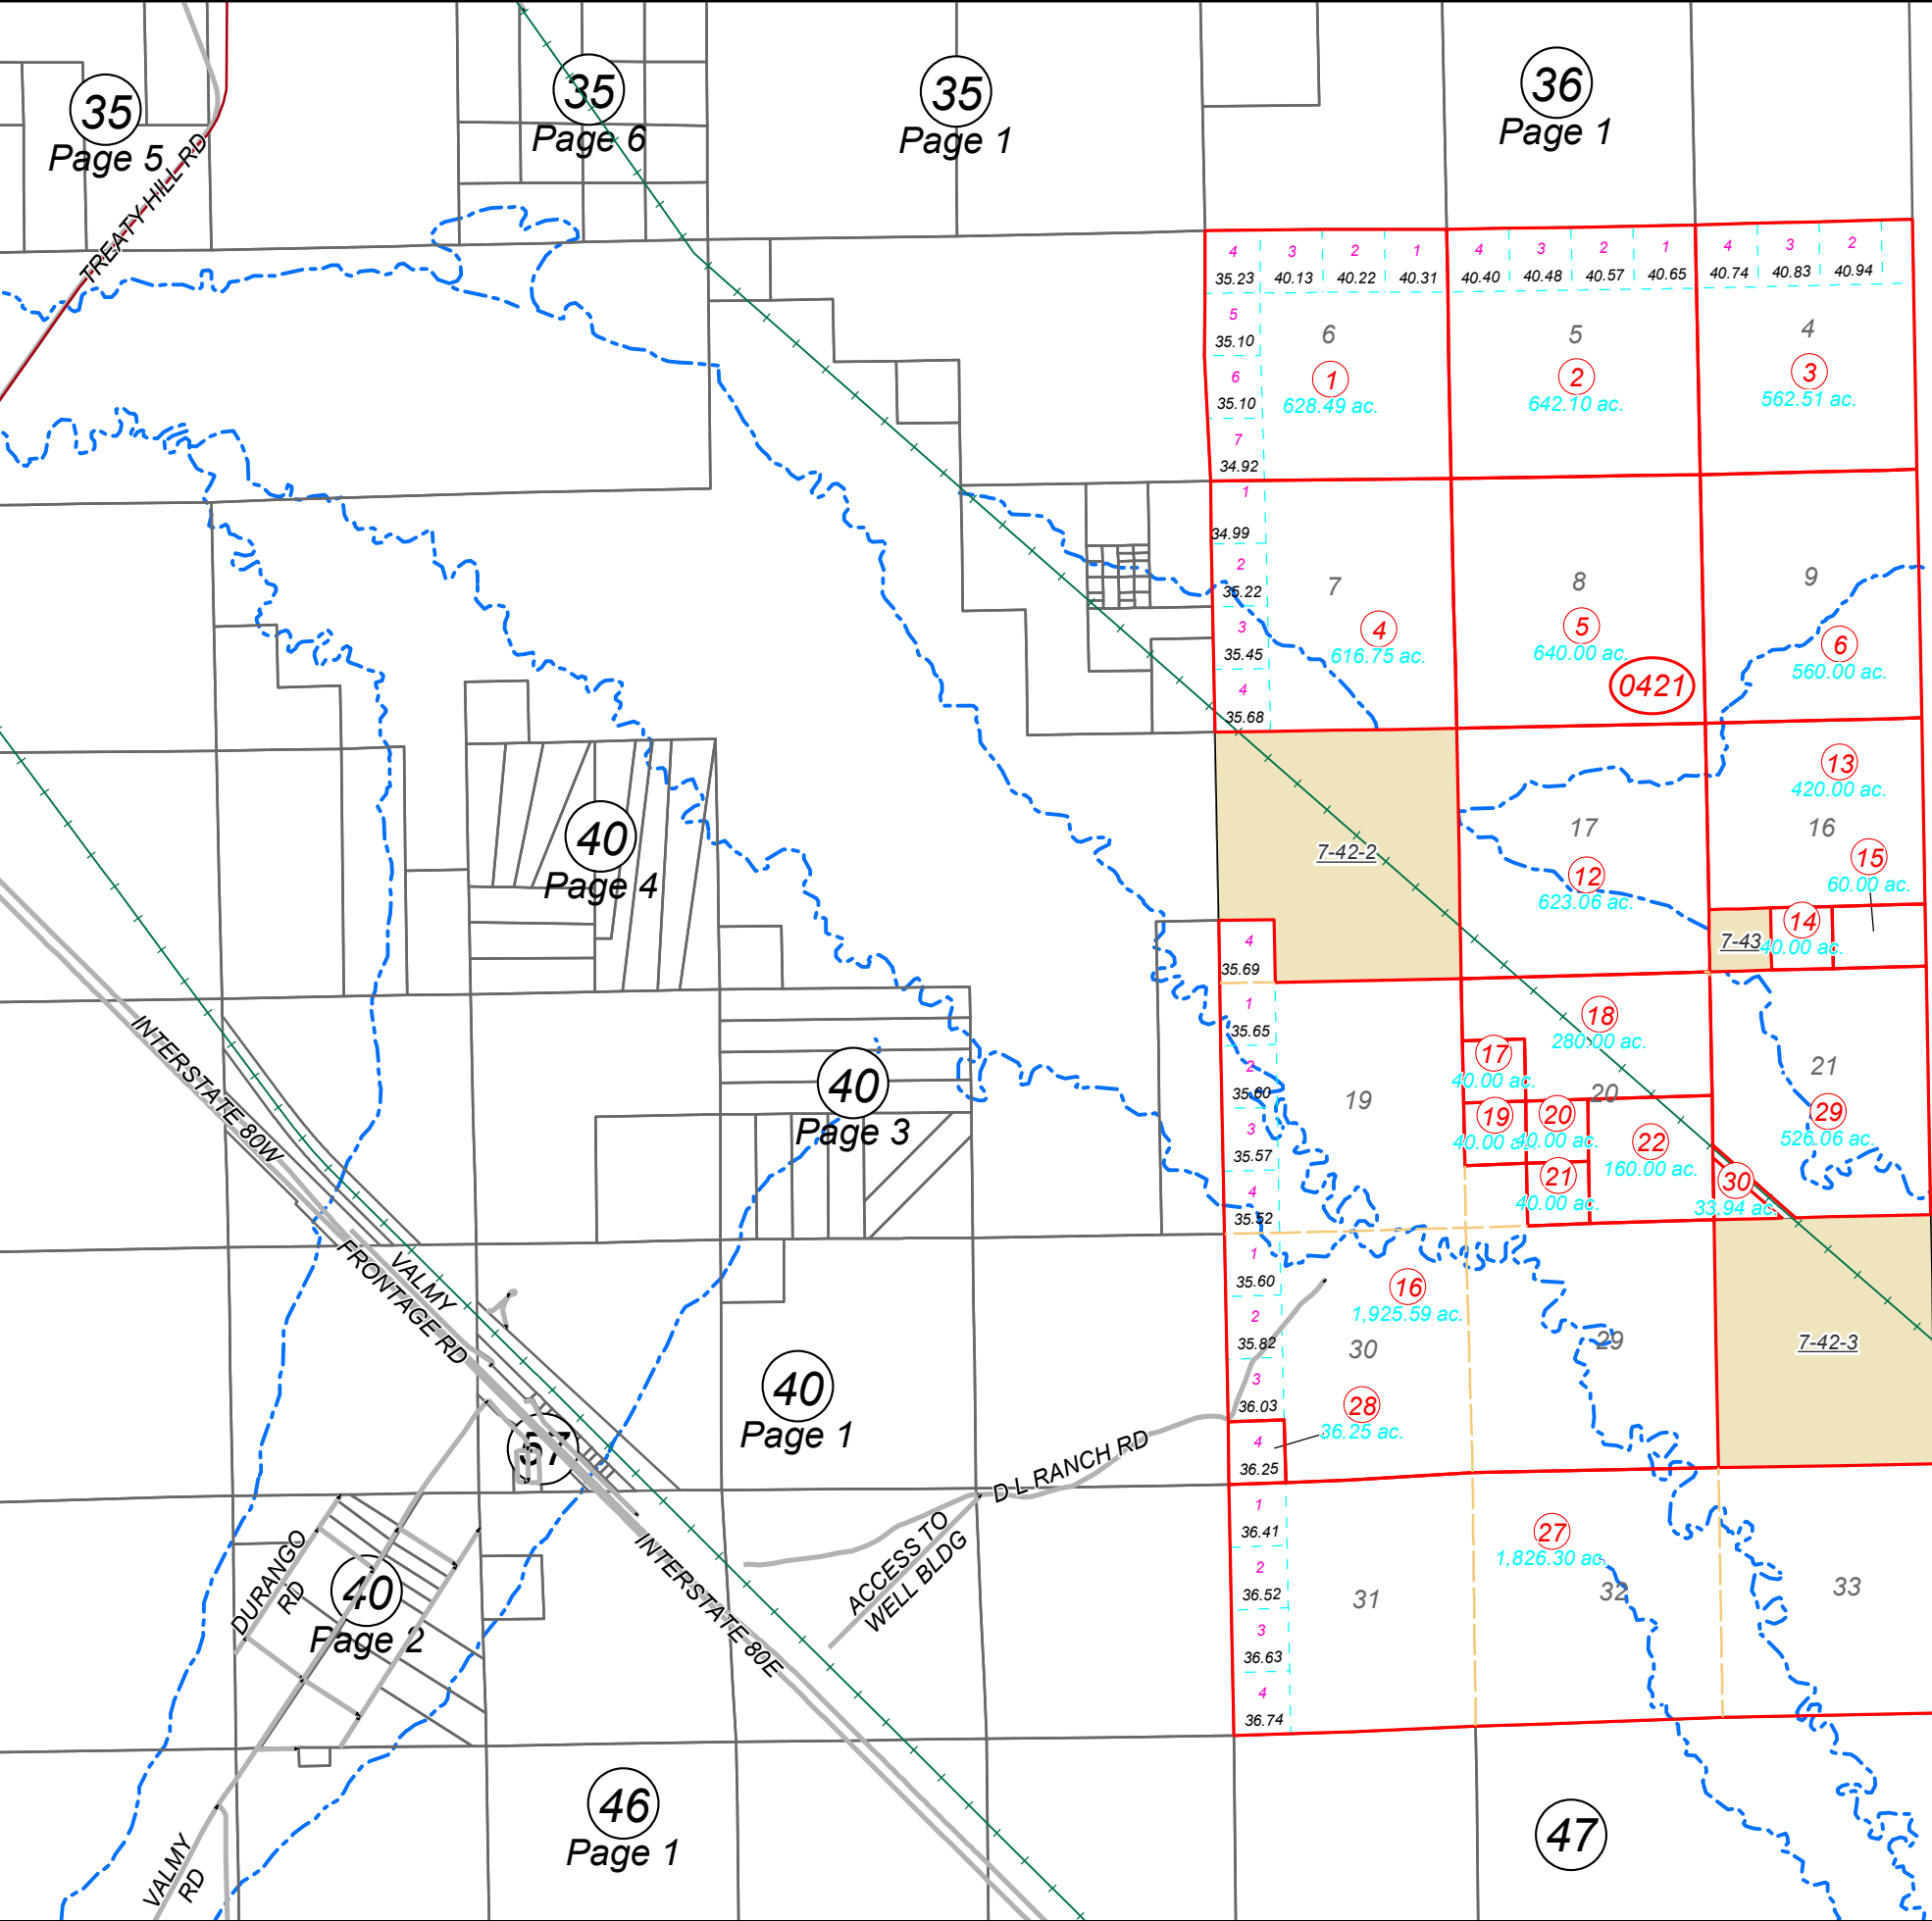 35
Page 5
35
Page 6
35
Page 1
36
Page 1
TREATY HILL RD
4 3 2 1 4 3 2 1 4 3 2
35.23 40.13 40.22 40.31 40.40 40.48 40.57 40.65 40.74 40.83 40.94
5
35.10
6
35.10
7
34.92
6
1
628.49 ac.
5
2
642.10 ac.
4
3
562.51 ac.
1
34.99
2
35.22
3
35.45
4
35.68
7
4
616.75 ac.
8
5
640.00 ac.
0421
9
6
560.00 ac.
7-42-2
17
12
623.06 ac.
13
420.00 ac.
16
15
60.00 ac.
7-43
14
40.00 ac.
40
Page 4
4
35.69
1
35.65
2
35.60
3
35.57
4
35.52
19
18
280.00 ac.
17
40.00 ac.
20
19
40.00 ac.
20
40.00 ac.
21
40.00 ac.
22
160.00 ac.
21
29
526.06 ac.
30
33.94 ac.
40
Page 3
INTERSTATE 80W
VALMY
FRONTAGE RD
1
35.60
2
35.82
3
36.03
4
36.25
16
1,925.59 ac.
30
28
36.25 ac.
29
7-42-3
40
Page 1
57
D L RANCH RD
ACCESS TO
WELL BLDG
INTERSTATE 80E
DURANGO
RD
40
Page 2
1
36.41
2
36.52
3
36.63
4
36.74
31
27
1,826.30 ac.
32
33
VALMY
RD
46
Page 1
47